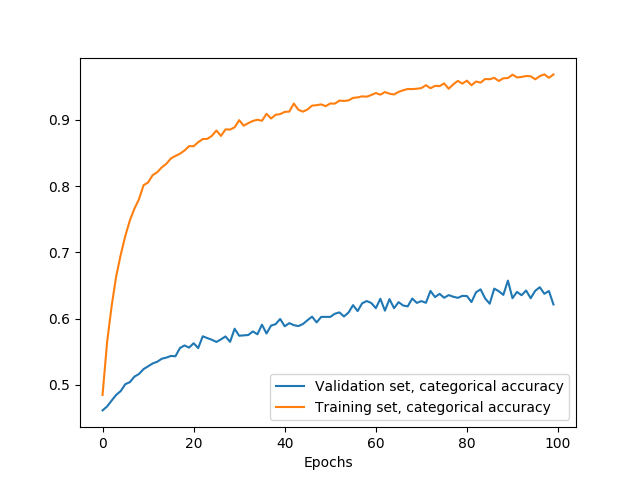 0.9
0.8
0.7
0.6
0.5
Validation set, categorical accuracy
Training set, categorical accuracy
0 20 40 60 80 100
Epochs